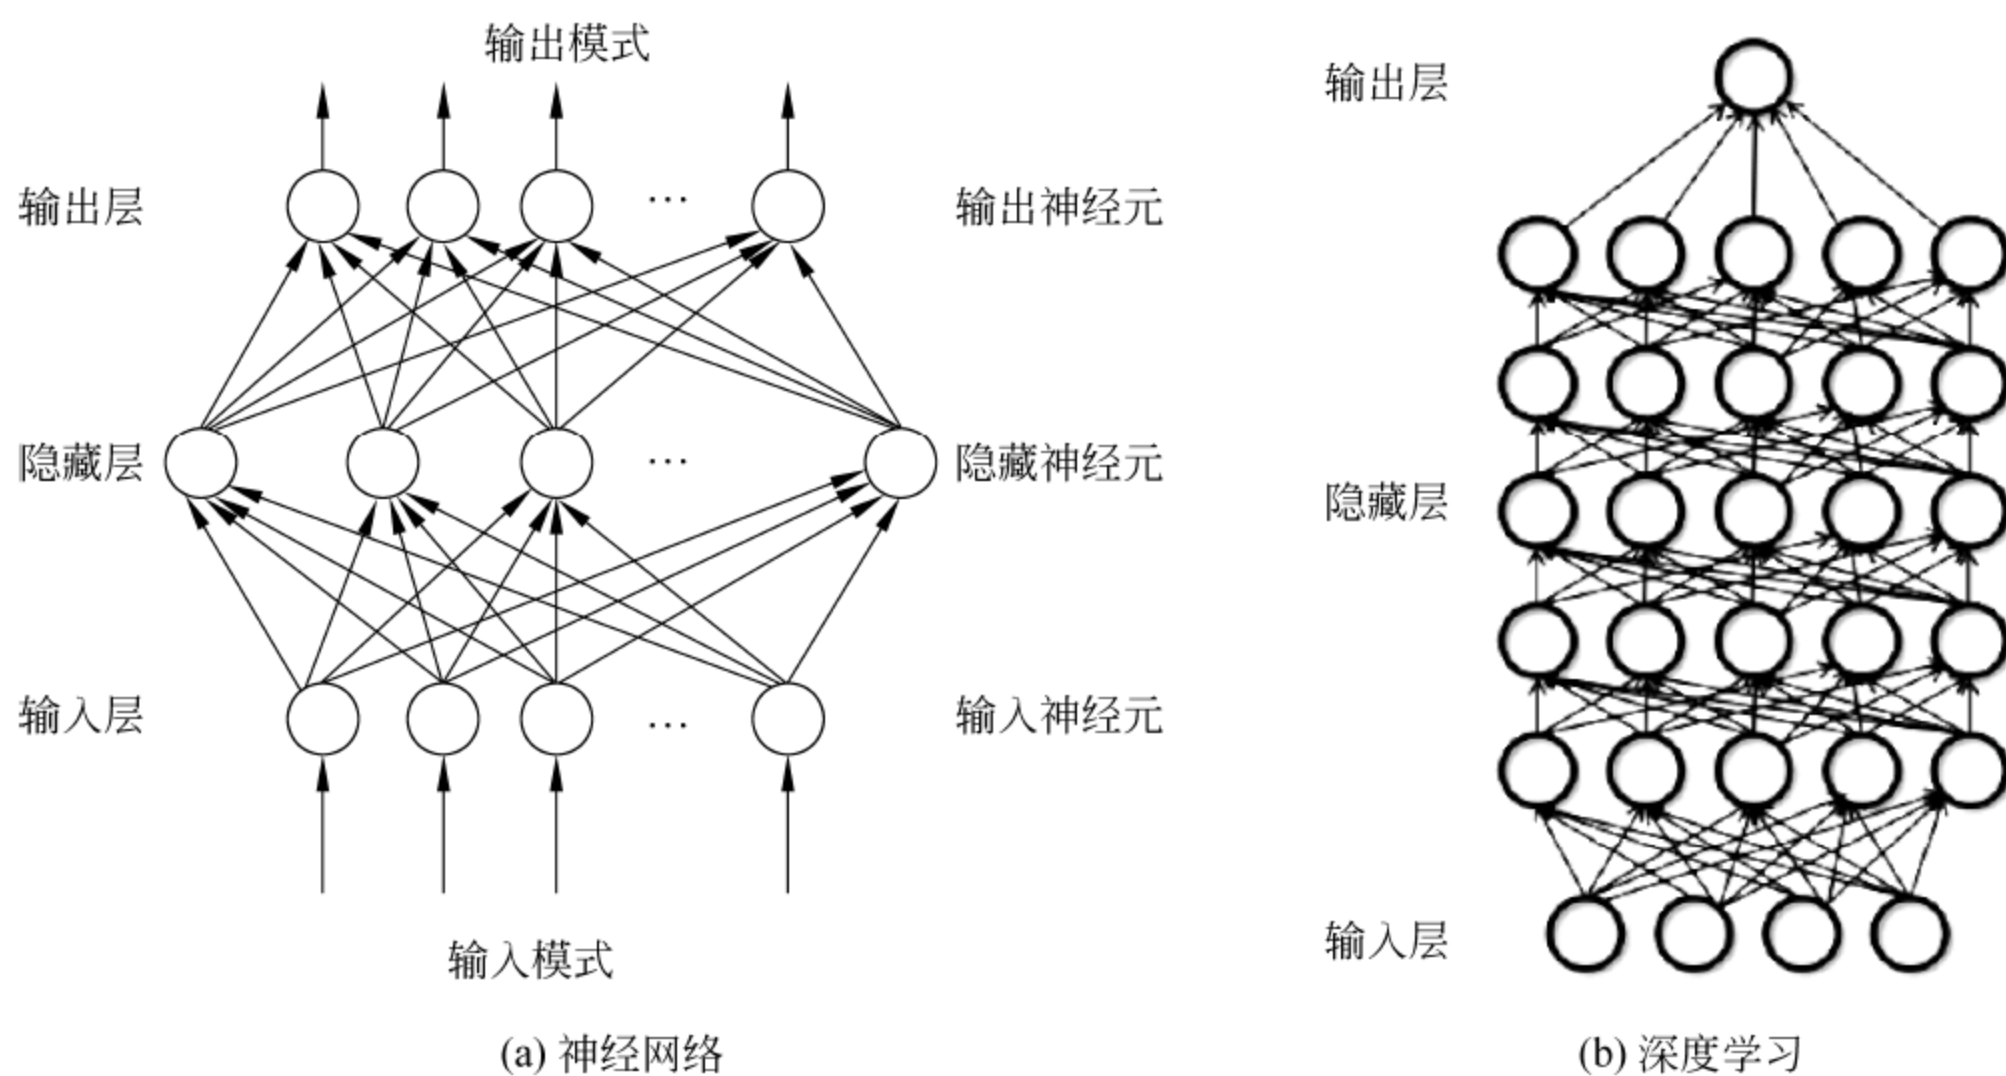 输出模式
输出层
…
输出神经元
隐藏层
…
隐藏神经元
输入层
…
输入神经元
输入模式
(a) 神经网络
输出层
隐藏层
输入层
(b) 深度学习